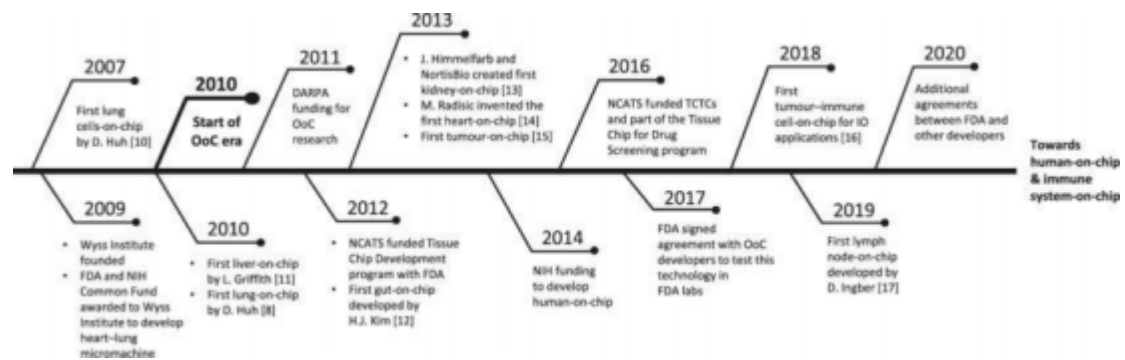 2007
First lung
cells-on-chip
by D. Huh [10]
2009
• Wyss Institute
founded
• FDA and NIH
Common Fund
awarded to Wyss
Institute to develop
heart–lung
micromachine
2010
Start of
OoC era
2010
• First liver-on-chip
by L. Griffith [11]
• First lung-on-chip
by D. Huh [8]
2011
DARPA
funding for
OoC
research
2012
• NCATS funded Tissue
Chip Development
program with FDA
• First gut-on-chip
developed by
H.J. Kim [12]
2013
• J. Himmelfarb and
NortisBio created first
kidney-on-chip [13]
• M. Radisic invented the
first heart-on-chip [14]
• First tumour-on-chip [15]
2014
NIH funding
to develop
human-on-chip
2016
NCATS funded TCTCs
and part of the Tissue
Chip for Drug
Screening program
2017
FDA signed
agreement with OoC
developers to test this
technology in
FDA labs
2018
First
tumour–immune
cell-on-chip for IO
applications [16]
2019
First lymph
node-on-chip
developed by
D. Ingber [17]
2020
Additional
agreements
between FDA and
other developers
Towards
human-on-chip
& immune
system-on-chip